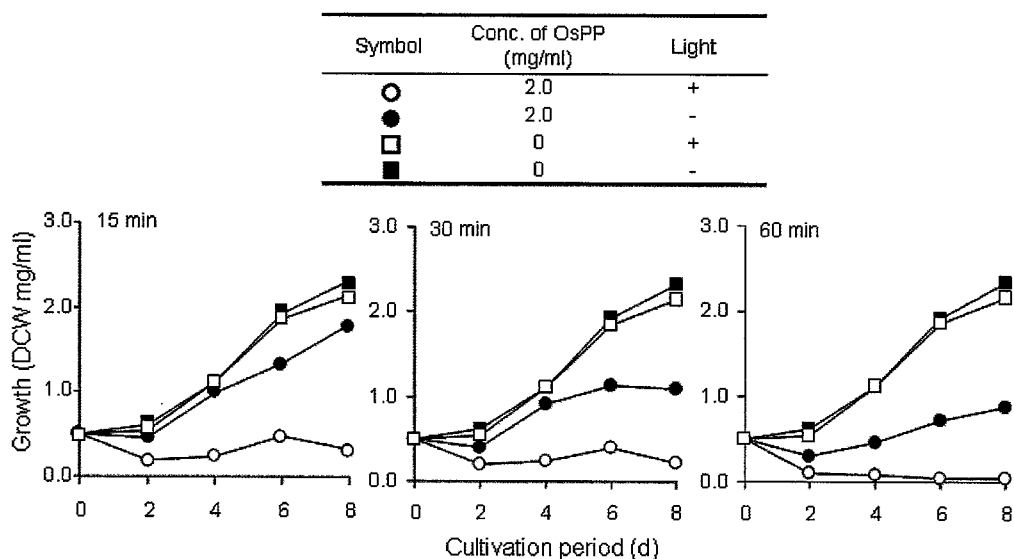 Symbol Conc. of OsPP (mg/ml) Light
2.0 +
2.0 -
0 +
0 -
15 min 30 min 60 min
3.0 3.0 3.0
2.0 2.0 2.0
1.0 1.0 1.0
0.0 0.0 0.0
0 2 4 6 8 0 2 4 6 8 0 2 4 6 8
Growth (DCW mg/ml)
Cultivation period (d)